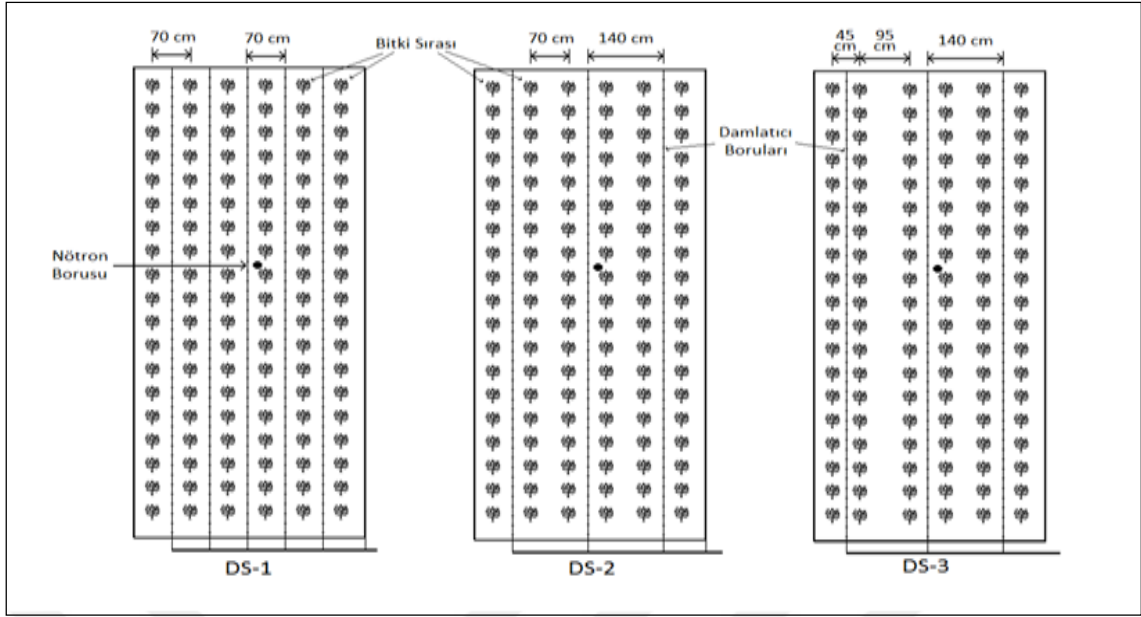 70 cm
70 cm
Bitki Sırası
70 cm
140 cm
45
cm
95
cm
140 cm
Damlatıcı
Boruları
Nötron
Borusu
DS-1
DS-2
DS-3